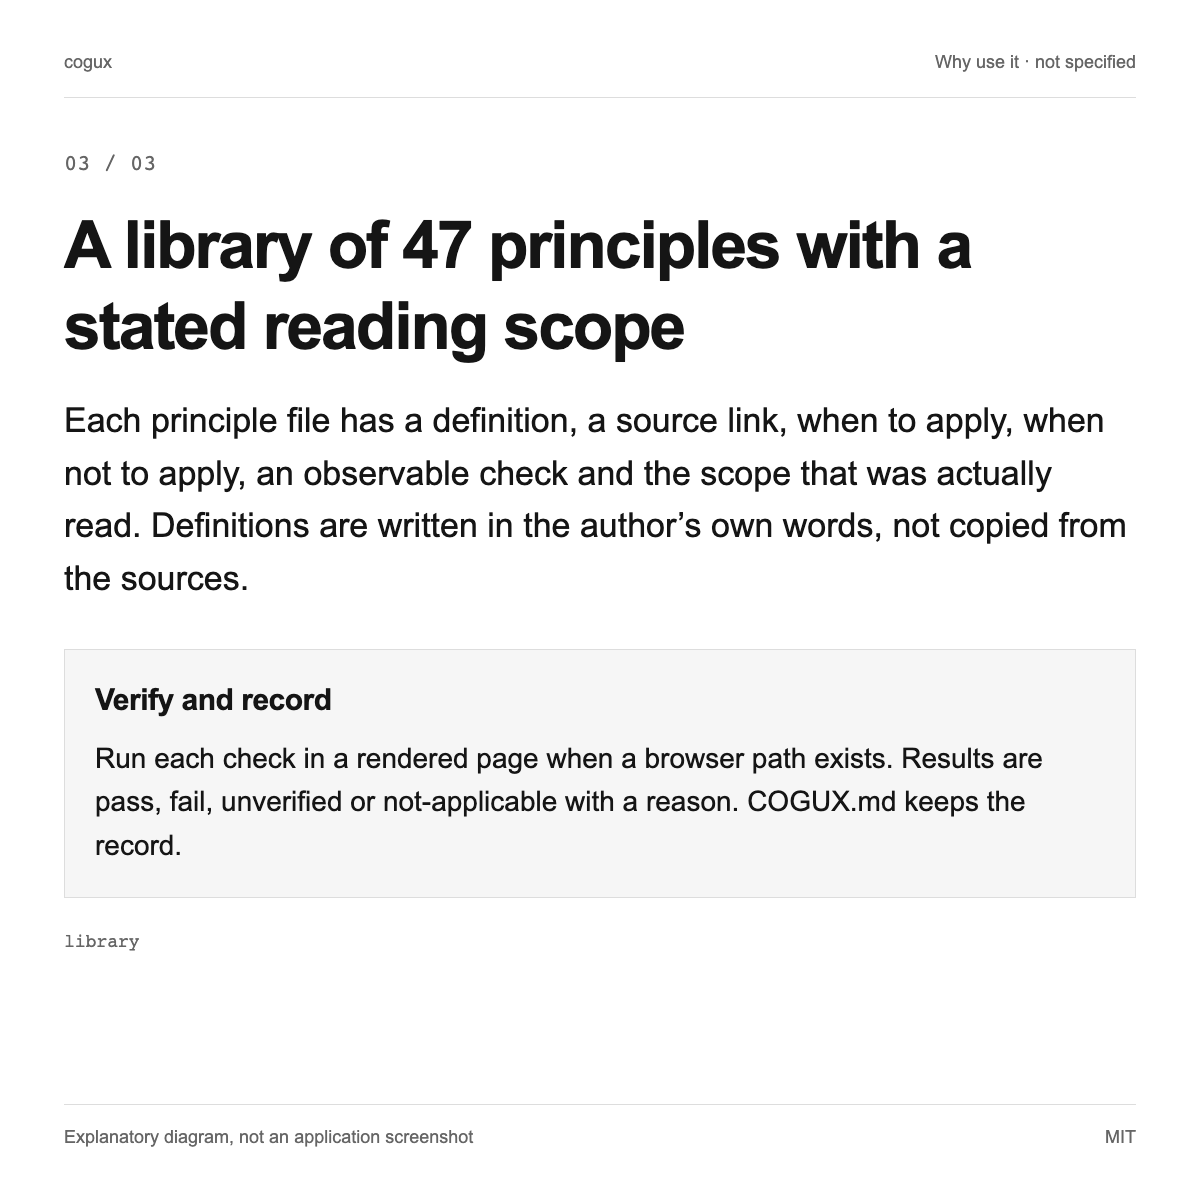 cogux
Why use it · not specified
03 / 03
A library of 47 principles with a
stated reading scope
Each principle file has a definition, a source link, when to apply, when
not to apply, an observable check and the scope that was actually
read. Definitions are written in the author’s own words, not copied from
the sources.
Verify and record
Run each check in a rendered page when a browser path exists. Results are
pass, fail, unverified or not-applicable with a reason. COGUX.md keeps the
record.
library
Explanatory diagram, not an application screenshot
MIT